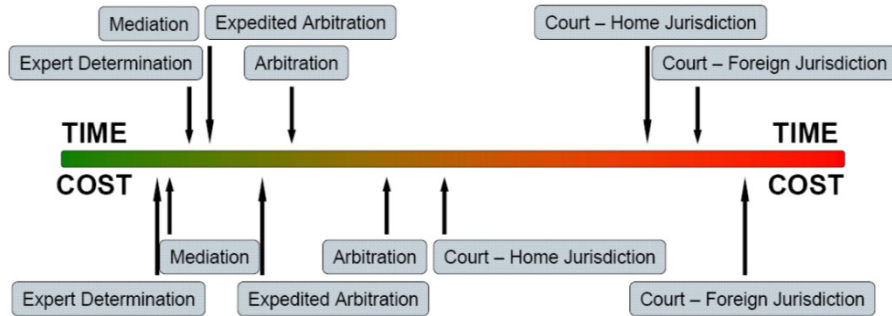 Mediation
Expedited Arbitration
Court – Home Jurisdiction
Expert Determination
Arbitration
Court – Foreign Jurisdiction
TIME
TIME
COST
COST
Mediation
Arbitration
Court – Home Jurisdiction
Expert Determination
Expedited Arbitration
Court – Foreign Jurisdiction